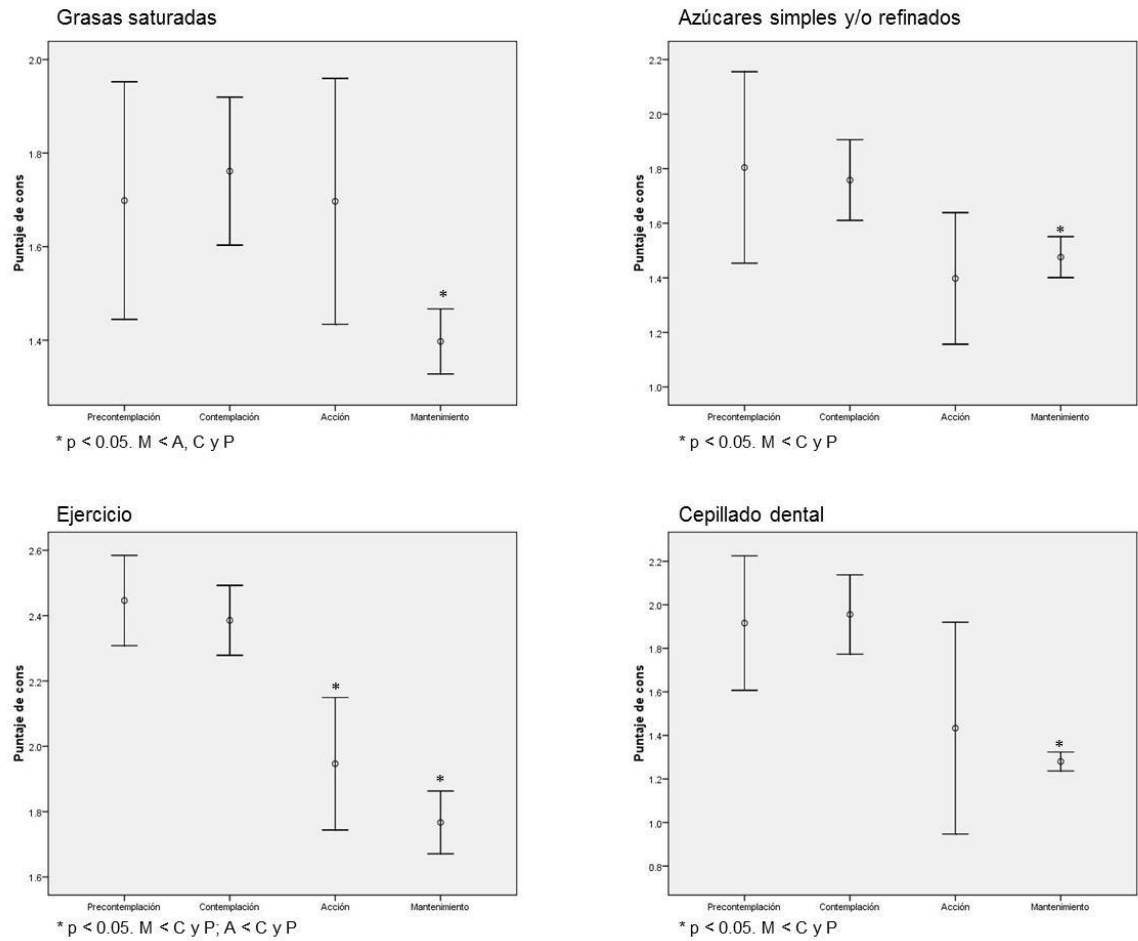 Grasas saturadas
Puntaje de cons
2.0
1.8
1.6
1.4
*
Precontemplación Contemplación Acción Mantenimiento
* p < 0.05. M < A, C y P
Azúcares simples y/o refinados
Puntaje de cons
2.2
2.0
1.8
1.6
1.4
1.2
1.0
*
Precontemplación Contemplación Acción Mantenimiento
* p < 0.05. M < C y P
Ejercicio
Puntaje de cons
2.6
2.4
2.2
2.0
1.8
1.6
*
*
Precontemplación Contemplación Acción Mantenimiento
* p < 0.05. M < C y P; A < C y P
Cepillado dental
Puntaje de cons
2.2
2.0
1.8
1.6
1.4
1.2
1.0
0.8
*
Precontemplación Contemplación Acción Mantenimiento
* p < 0.05. M < C y P